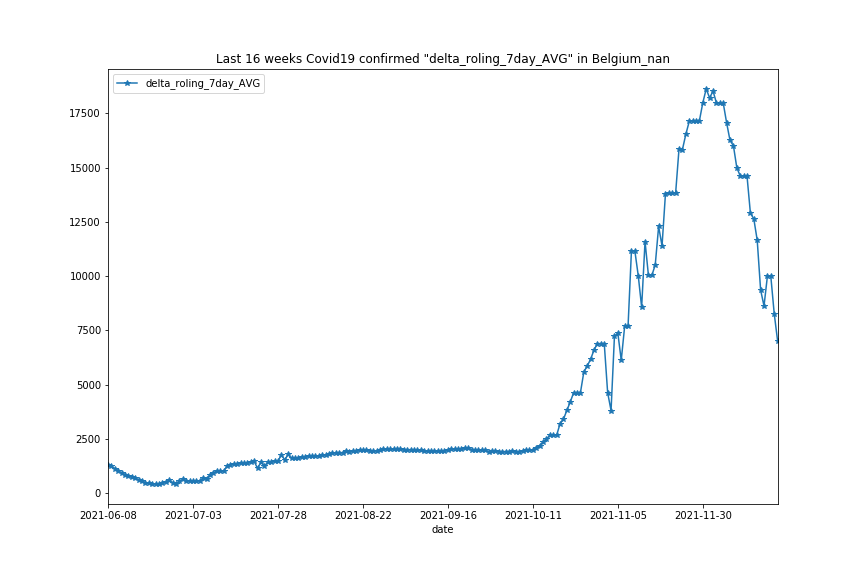 Last 16 weeks Covid19 confirmed "delta_roling_7day_AVG" in Belgium_nan
delta_roling_7day_AVG
17500
15000
12500
10000
7500
5000
2500
0
2021-06-08 2021-07-03 2021-07-28 2021-08-22 2021-09-16 2021-10-11 2021-11-05 2021-11-30
date